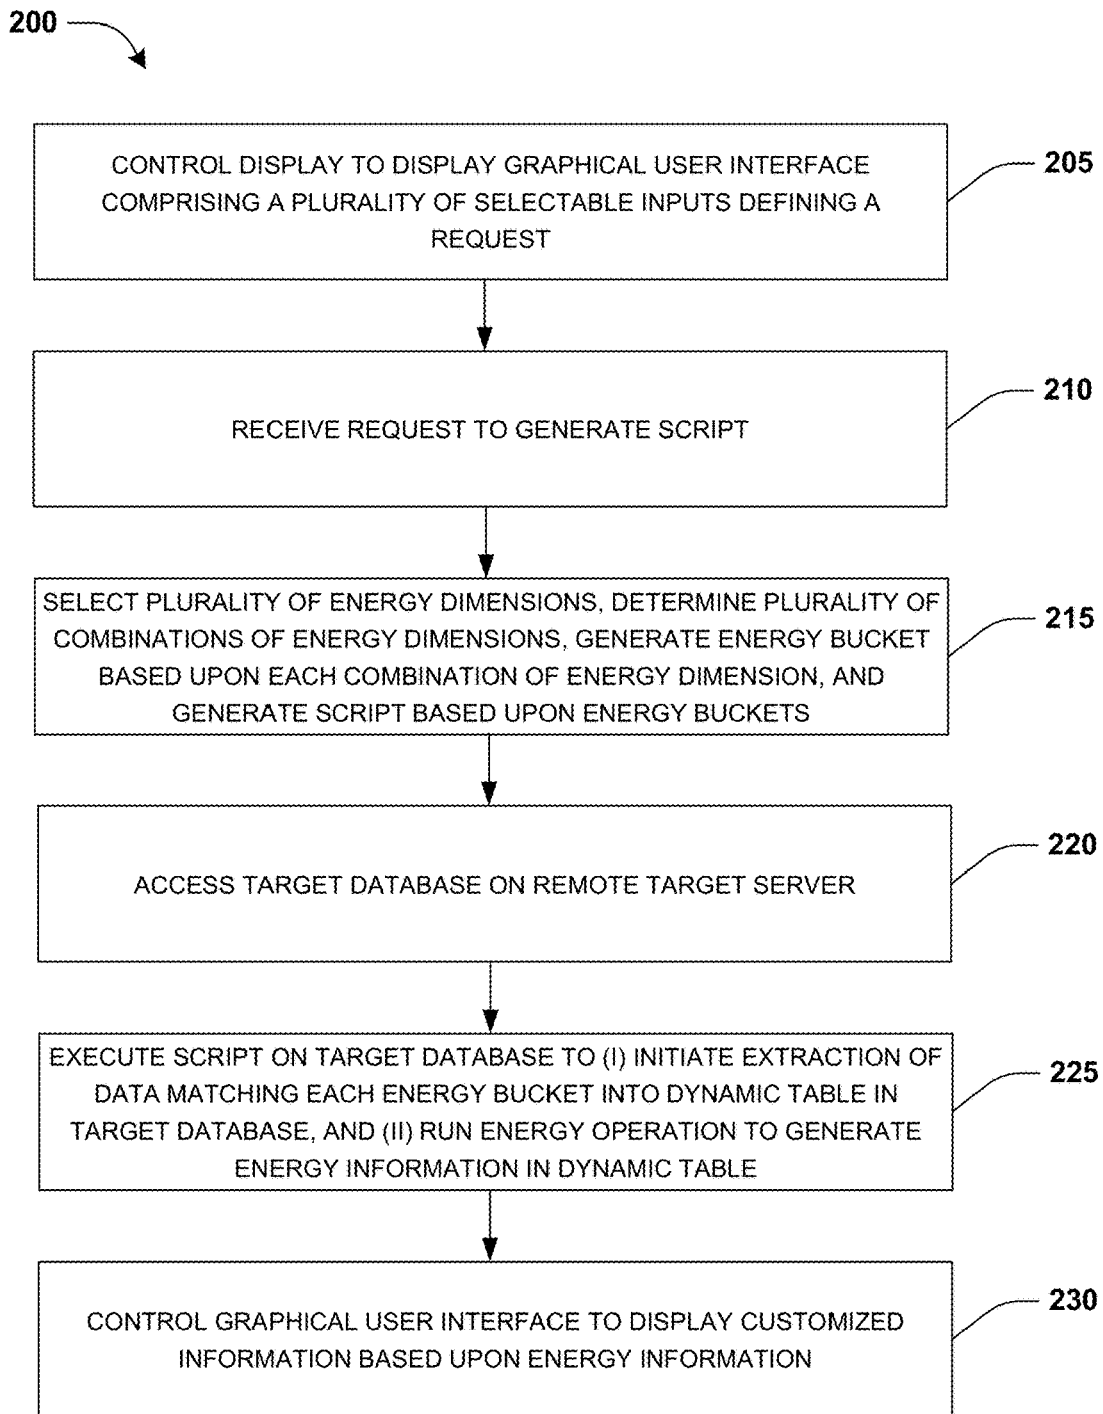 200
CONTROL DISPLAY TO DISPLAY GRAPHICAL USER INTERFACE
COMPRISING A PLURALITY OF SELECTABLE INPUTS DEFINING A
REQUEST
205
RECEIVE REQUEST TO GENERATE SCRIPT
210
SELECT PLURALITY OF ENERGY DIMENSIONS, DETERMINE PLURALITY OF
COMBINATIONS OF ENERGY DIMENSIONS, GENERATE ENERGY BUCKET
BASED UPON EACH COMBINATION OF ENERGY DIMENSION, AND
GENERATE SCRIPT BASED UPON ENERGY BUCKETS
215
ACCESS TARGET DATABASE ON REMOTE TARGET SERVER
220
EXECUTE SCRIPT ON TARGET DATABASE TO (I) INITIATE EXTRACTION OF
DATA MATCHING EACH ENERGY BUCKET INTO DYNAMIC TABLE IN
TARGET DATABASE, AND (II) RUN ENERGY OPERATION TO GENERATE
ENERGY INFORMATION IN DYNAMIC TABLE
225
CONTROL GRAPHICAL USER INTERFACE TO DISPLAY CUSTOMIZED
INFORMATION BASED UPON ENERGY INFORMATION
230